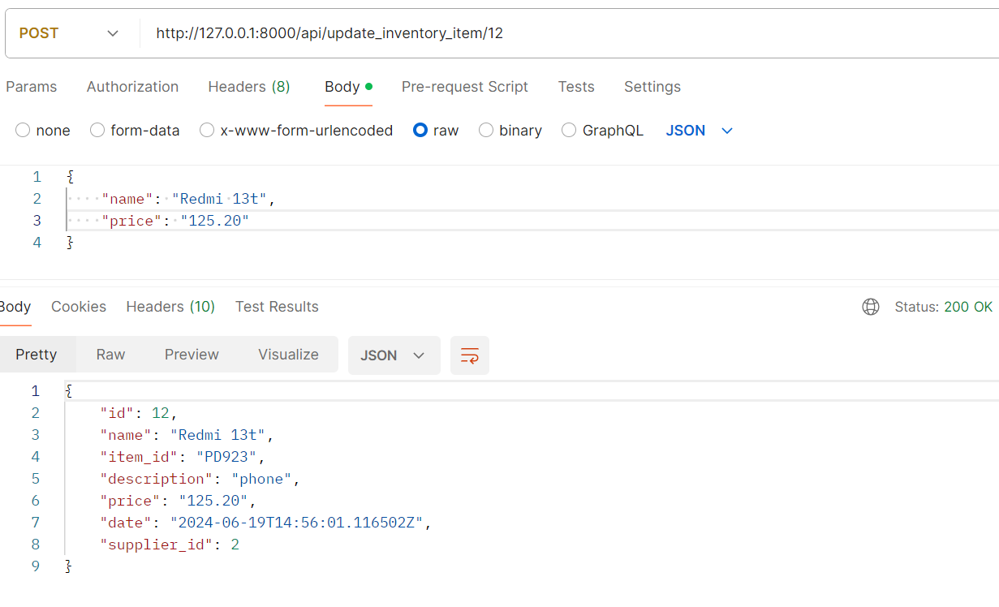 POST http://127.0.0.1:8000/api/update_inventory_item/12
Params Authorization Headers (8) Body Pre-request Script Tests Settings
none form-data x-www-form-urlencoded raw binary GraphQL JSON
1 {
2 "name": "Redmi 13t",
3 "price": "125.20"
4 }
Body Cookies Headers (10) Test Results Status: 200 OK
Pretty Raw Preview Visualize JSON
1 {
2 "id": 12,
3 "name": "Redmi 13t",
4 "item_id": "PD923",
5 "description": "phone",
6 "price": "125.20",
7 "date": "2024-06-19T14:56:01.116502Z",
8 "supplier_id": 2
9 }